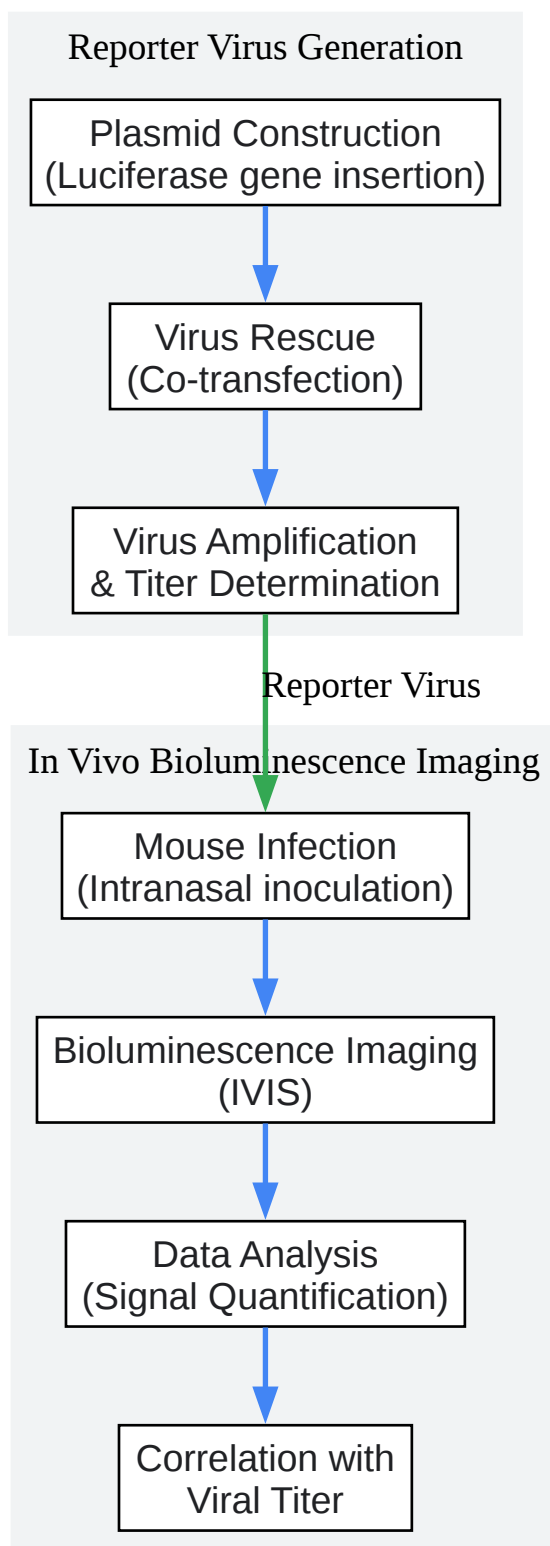 Reporter Virus Generation
Plasmid Construction
(Luciferase gene insertion)
Virus Rescue
(Co-transfection)
Virus Amplification
& Titer Determination
Reporter Virus
In Vivo Bioluminescence Imaging
Mouse Infection
(Intranasal inoculation)
Bioluminescence Imaging
(IVIS)
Data Analysis
(Signal Quantification)
Correlation with
Viral Titer